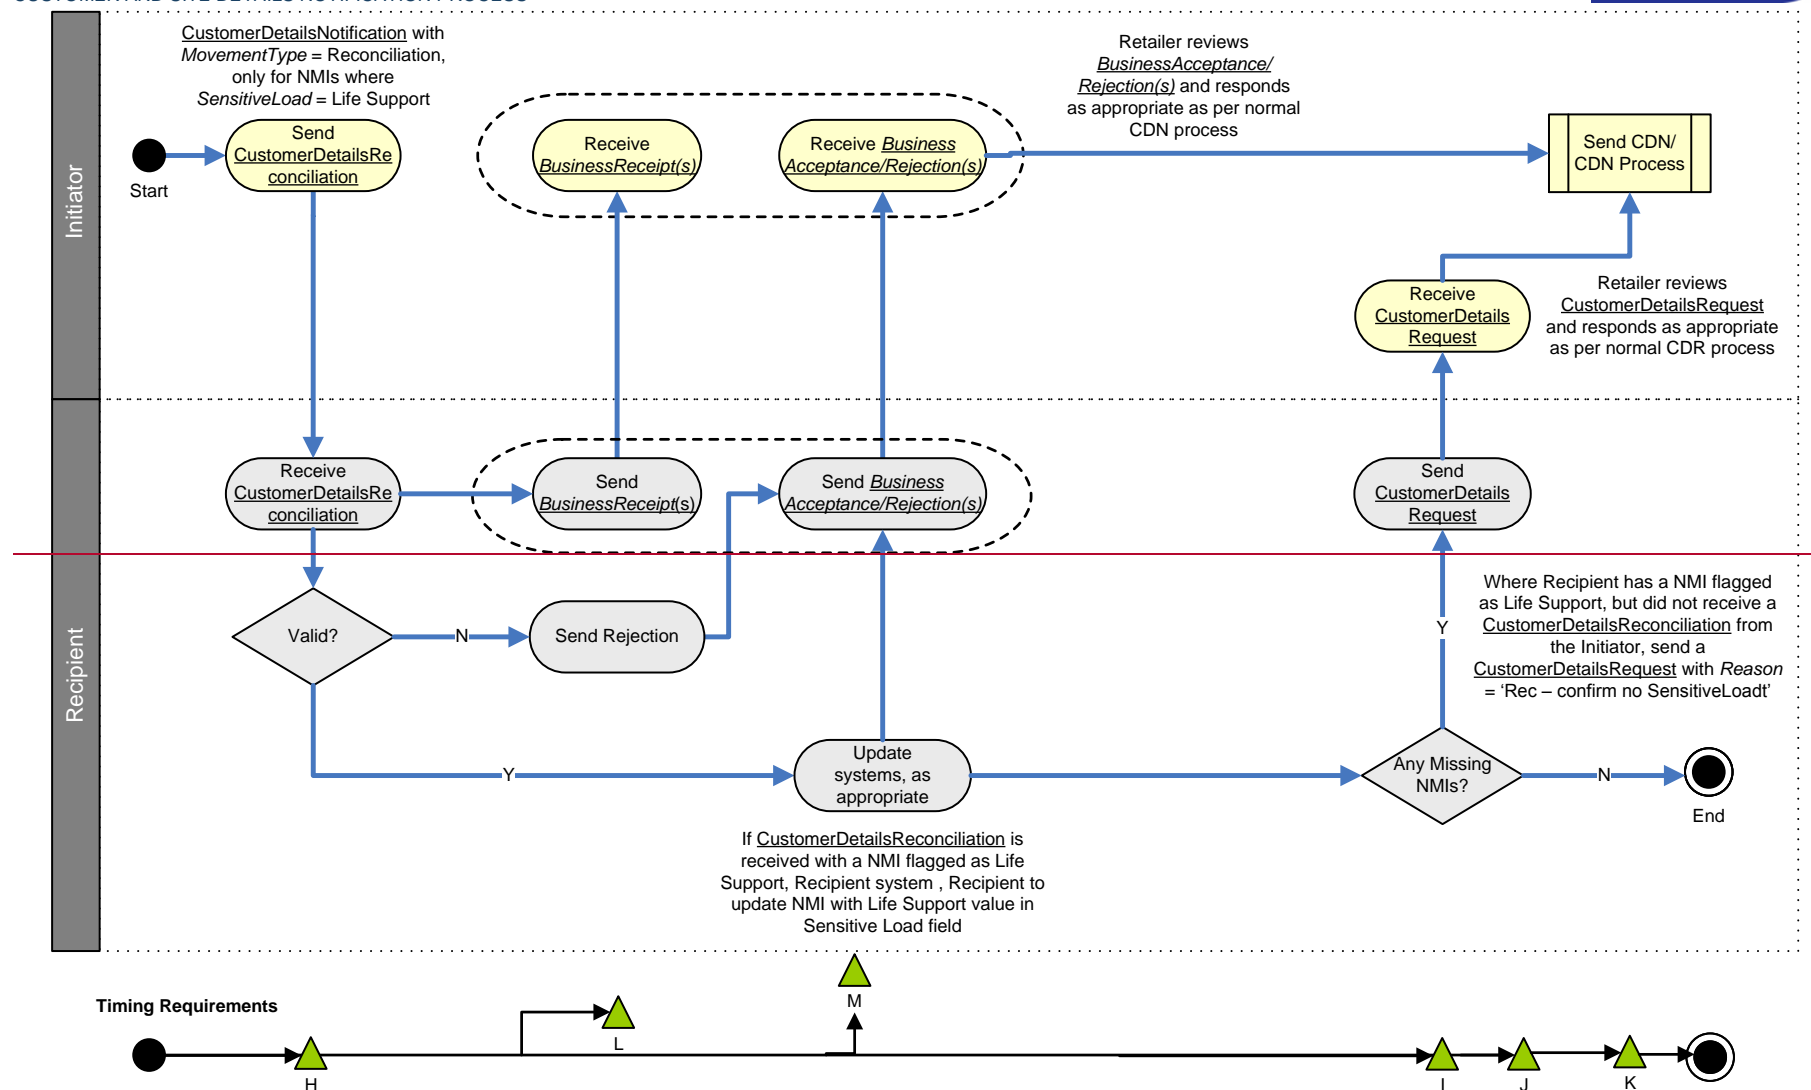 CustomerDetailsNotification with
MovementType = Reconciliation,
only for NMIs where
SensitiveLoad = Life Support
Retailer reviews
BusinessAcceptance/
Rejection(s) and responds
as appropriate as per normal
CDN process
Initiator
Start
Send
CustomerDetailsRe
conciliation
Receive
BusinessReceipt(s)
Receive Business
Acceptance/Rejection(s)
Send CDN/
CDN Process
Receive
CustomerDetails
Request
Retailer reviews
CustomerDetailsRequest
and responds as appropriate
as per normal CDR process
Recipient
Receive
CustomerDetailsRe
conciliation
Send
BusinessReceipt(s)
Send Business
Acceptance/Rejection(s)
Send
CustomerDetails
Request
Valid?
N
Send Rejection
Y
Where Recipient has a NMI flagged
as Life Support, but did not receive a
CustomerDetailsReconciliation from
the Initiator, send a
CustomerDetailsRequest with Reason
= ‘Rec – confirm no SensitiveLoadt’
Y
Update
systems, as
appropriate
Any Missing
NMIs?
N
End
If CustomerDetailsReconciliation is
received with a NMI flagged as Life
Support, Recipient system , Recipient to
update NMI with Life Support value in
Sensitive Load field
Timing Requirements
H
L
M
I
J
K